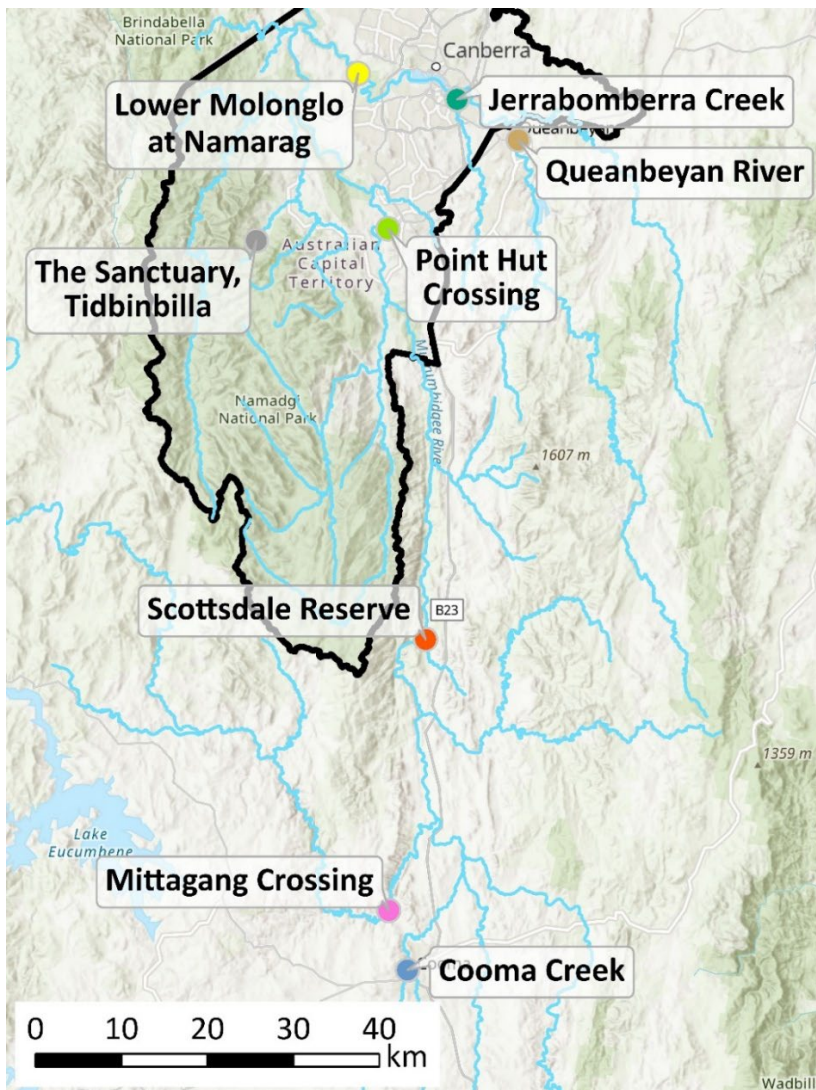 Brindabella
National Park
Canberra
Lower Molonglo
at Namarag
Jerrabomberra Creek
Queanbeyan River
The Sanctuary,
Tidbinbilla
Australian
Capital
Territory
Point Hut
Crossing
Namadgi
National Park
1607 m
Scottsdale Reserve
B23
1359 m
Lake
Eucumbene
Mittagang Crossing
Cooma Creek
0 10 20 30 40
km
Wadbill